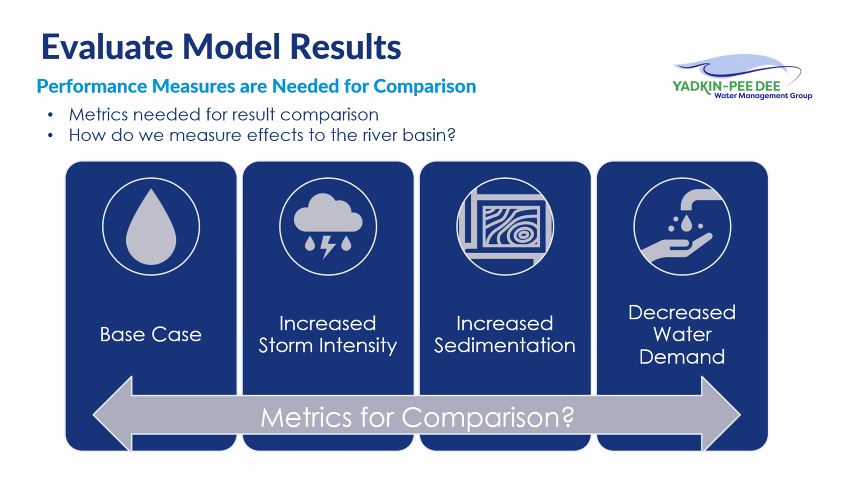 Evaluate Model Results
Performance Measures are Needed for Comparison
• Metrics needed for result comparison
• How do we measure effects to the river basin?
YADKIN-PEE DEE
Water Management Group
Base Case
Increased
Storm Intensity
Increased
Sedimentation
Decreased
Water
Demand
Metrics for Comparison?